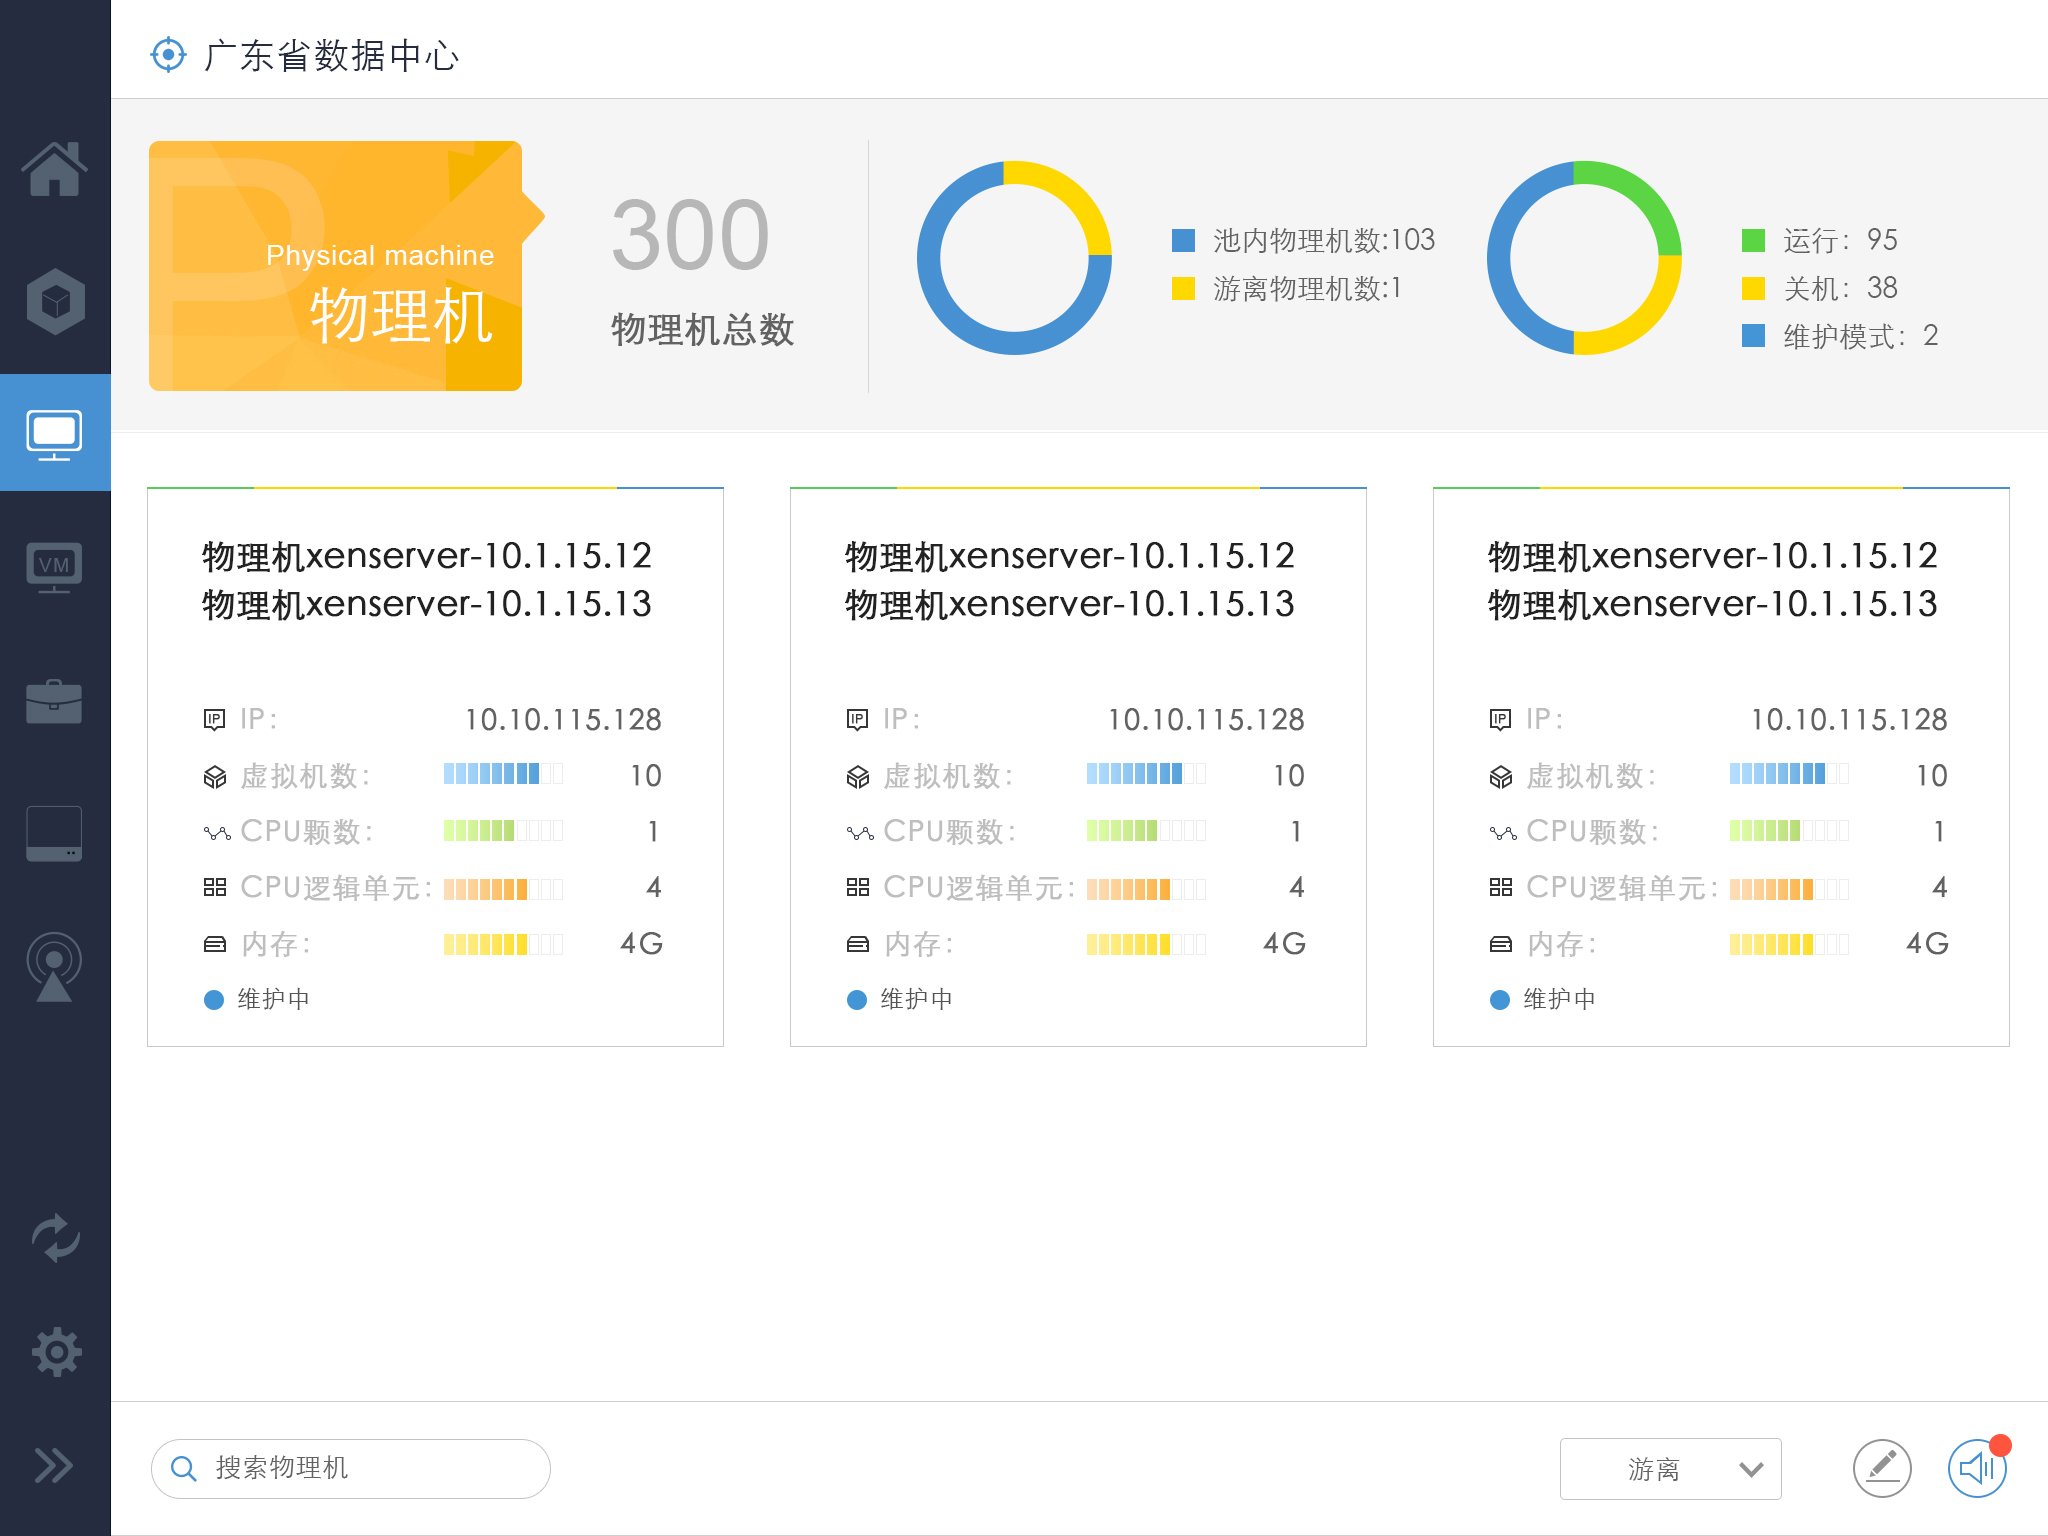 广东省数据中心
Physical machine
物理机
300
物理机总数
池内物理机数:103
游离物理机数:1
运行：95
关机：38
维护模式：2
VM
物理机xenserver-10.1.15.12
物理机xenserver-10.1.15.13
IP：
10.10.115.128
虚拟机数：
10
CPU颗数：
1
CPU逻辑单元：
4
内存：
4G
维护中
物理机xenserver-10.1.15.12
物理机xenserver-10.1.15.13
IP：
10.10.115.128
虚拟机数：
10
CPU颗数：
1
CPU逻辑单元：
4
内存：
4G
维护中
物理机xenserver-10.1.15.12
物理机xenserver-10.1.15.13
IP：
10.10.115.128
虚拟机数：
10
CPU颗数：
1
CPU逻辑单元：
4
内存：
4G
维护中
搜索物理机
游离